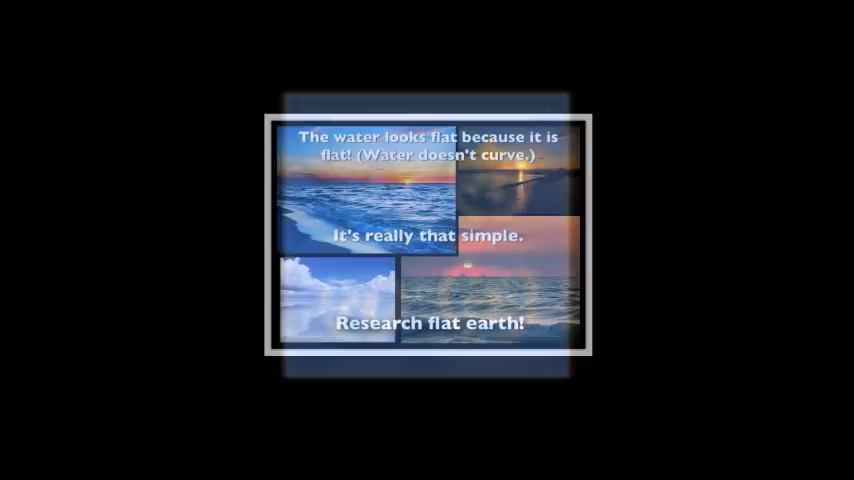 The water looks flat because it is
flat! (Water doesn't curve.)
It's really that simple.
Research flat earth!